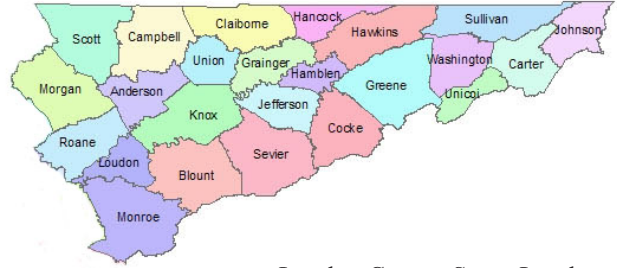 Scott
Campbell
Claiborne
Hancock
Hawkins
Sullivan
Johnson
Morgan
Anderson
Union
Grainger
Hamblen
Greene
Washington
Carter
Unicoi
Roane
Knox
Jefferson
Cocke
Loudon
Blount
Sevier
Monroe